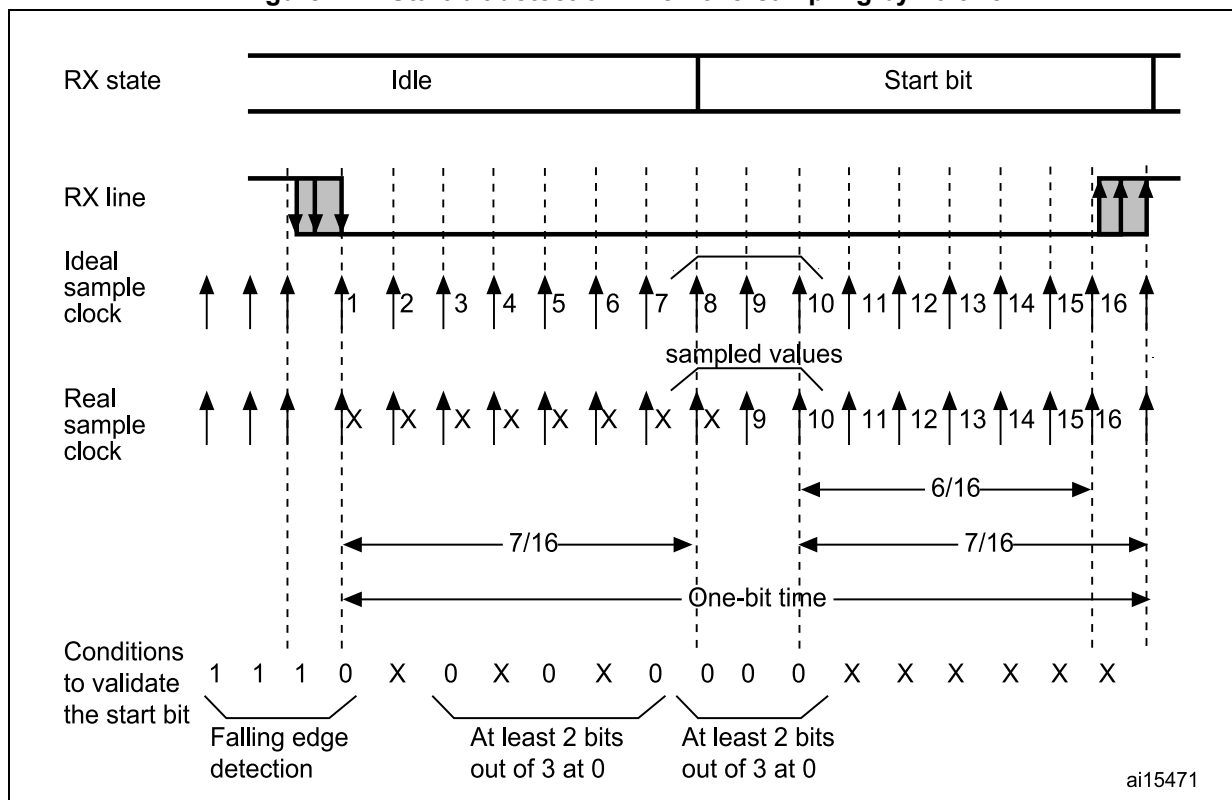 RX state
Idle
Start bit
RX line
Ideal
sample
clock
1 2 3 4 5 6 7 8 9 10 11 12 13 14 15 16
sampled values
Real
sample
clock
X X X X X X X X 9 10 11 12 13 14 15 16
6/16
7/16
7/16
One-bit time
Conditions
to validate
the start bit
1 1 1 0 X 0 X 0 X 0 0 0 0 X X X X X X
Falling edge
detection
At least 2 bits
out of 3 at 0
At least 2 bits
out of 3 at 0
ai15471